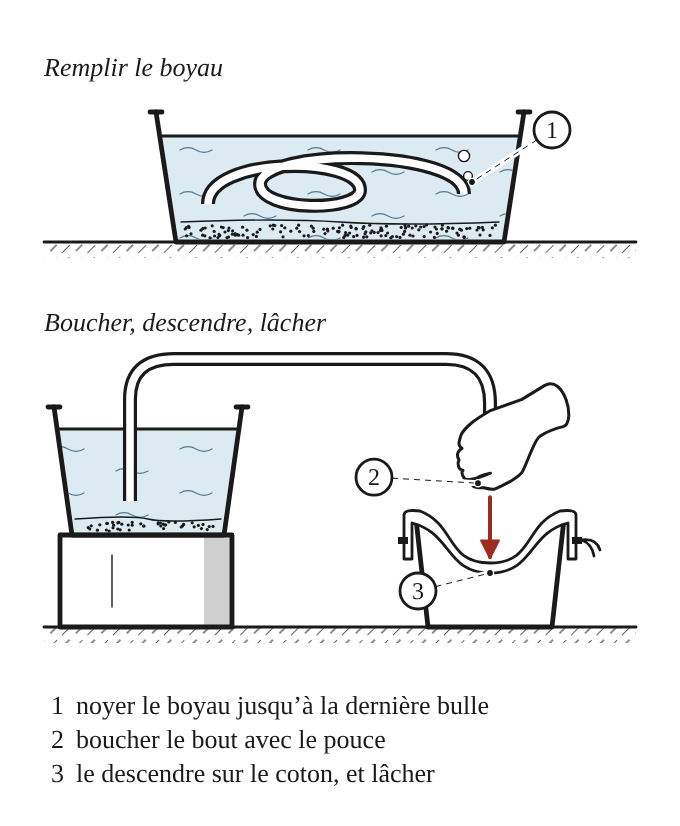 Remplir le boyau
1
Boucher, descendre, lâcher
2
3
1 noyer le boyau jusqu’à la dernière bulle
2 boucher le bout avec le pouce
3 le descendre sur le coton, et lâcher